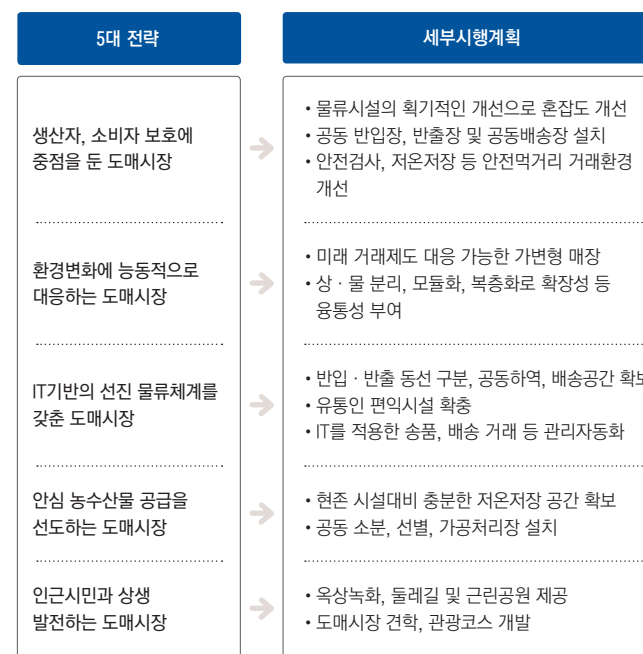 5대 전략
세부시행계획
생산자, 소비자 보호에
중점을 둔 도매시장
• 물류시설의 획기적인 개선으로 혼잡도 개선
• 공동 반입장, 반출장 및 공동배송장 설치
• 안전검사, 저온저장 등 안전먹거리 거래환경
개선
환경변화에 능동적으로
대응하는 도매시장
• 미래 거래제도 대응 가능한 가변형 매장
• 상 · 물 분리, 모듈화, 복층화로 확장성 등
융통성 부여
IT기반의 선진 물류체계를
갖춘 도매시장
• 반입 · 반출 동선 구분, 공동하역, 배송공간 확보
• 유통인 편익시설 확충
• IT를 적용한 송품, 배송 거래 등 관리자동화
안심 농수산물 공급을
선도하는 도매시장
• 현존 시설대비 충분한 저온저장 공간 확보
• 공동 소분, 선별, 가공처리장 설치
인근시민과 상생
발전하는 도매시장
• 옥상녹화, 둘레길 및 근린공원 제공
• 도매시장 견학, 관광코스 개발